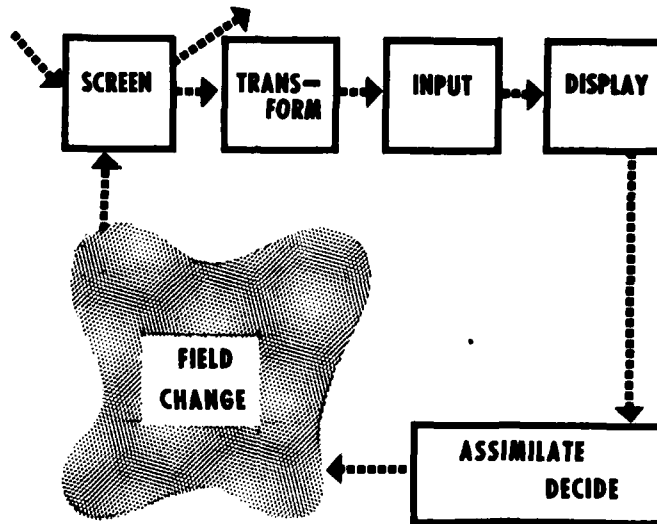 SCREEN
TRANS–
FORM
INPUT
DISPLAY
FIELD
CHANGE
ASSIMILATE
DECIDE